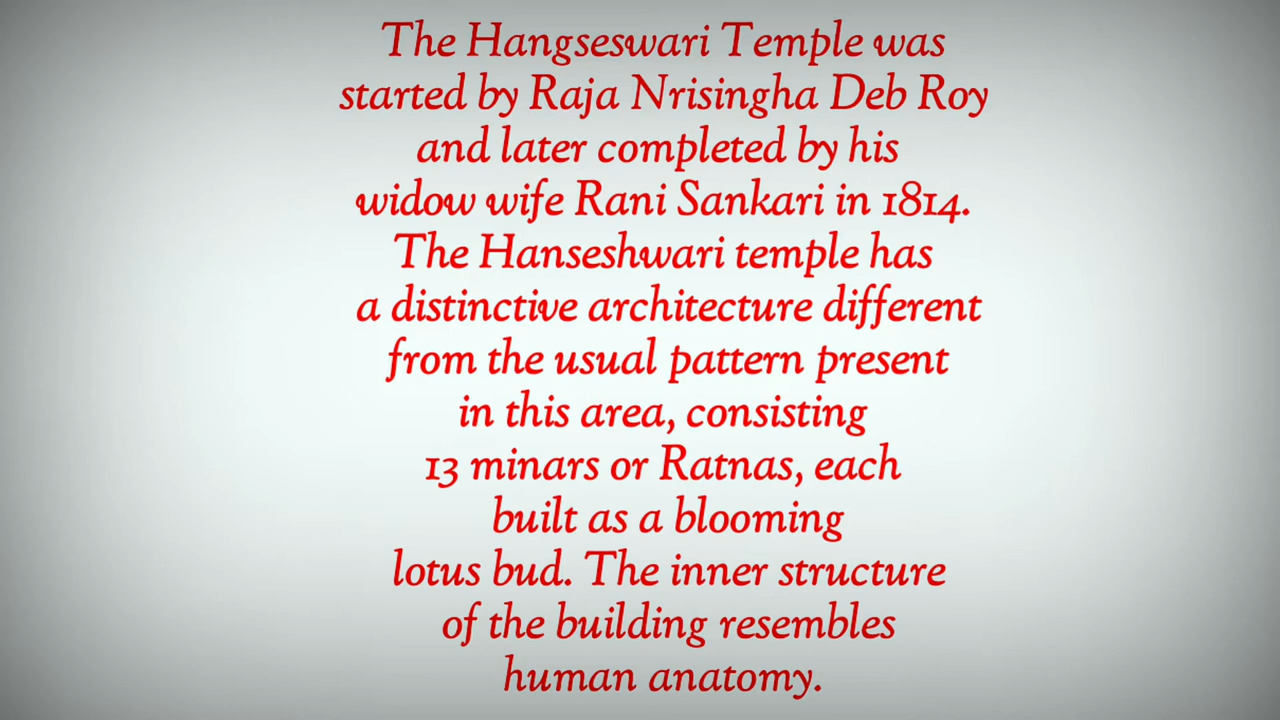 The Hangseswari Temple was
started by Raja Nrisingha Deb Roy
and later completed by his
widow wife Rani Sankari in 1814.
The Hanseshwari temple has
a distinctive architecture different
from the usual pattern present
in this area, consisting
13 minars or Ratnas, each
built as a blooming
lotus bud. The inner structure
of the building resembles
human anatomy.